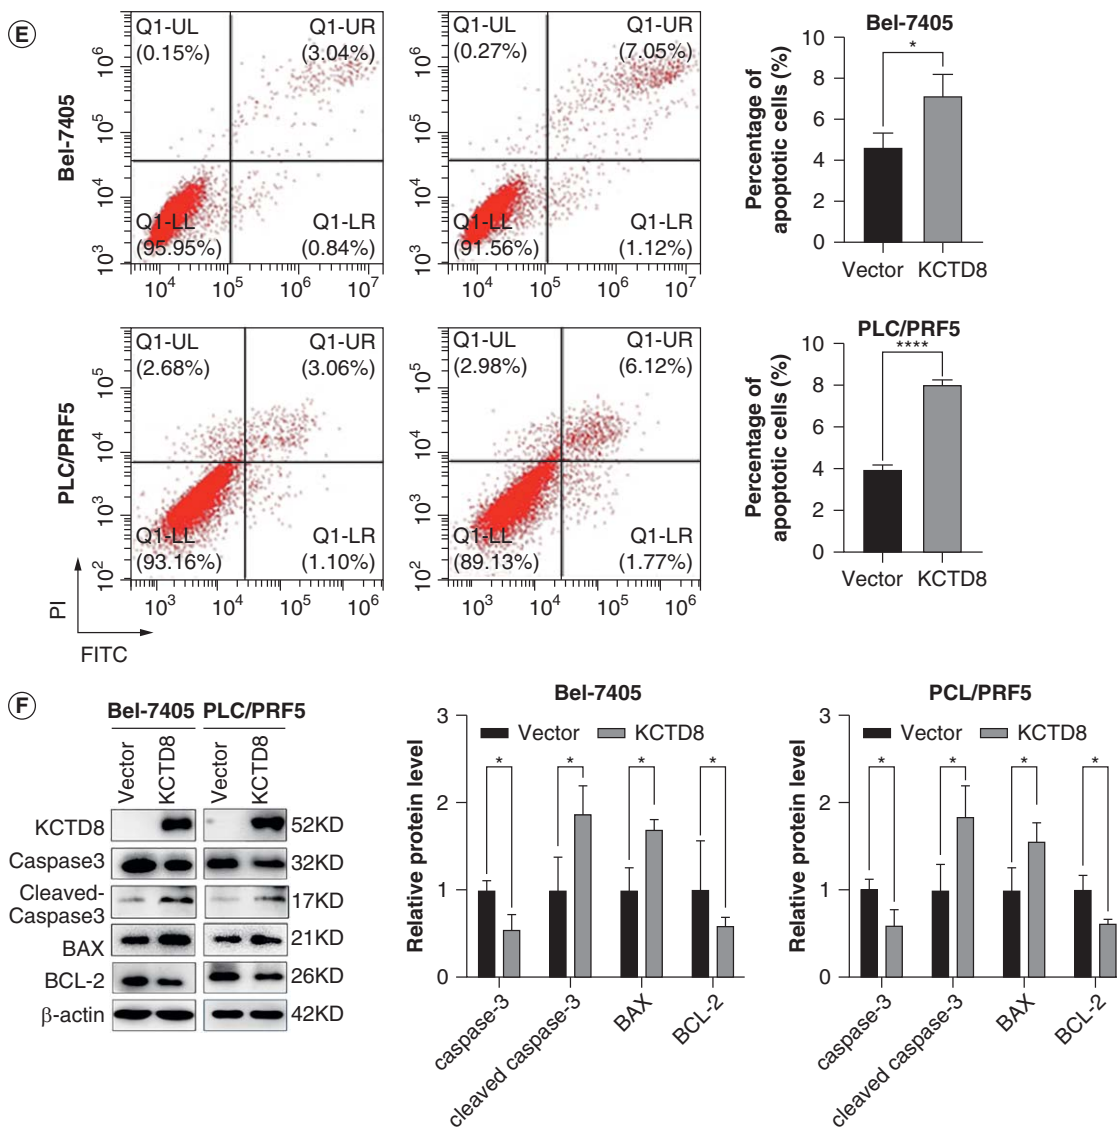 E
Bel-7405
Q1-UL
(0.15%)
Q1-UR
(3.04%)
Q1-LL
(95.95%)
Q1-LR
(0.84%)
10^6
10^5
10^4
10^3
10^4 10^5 10^6 10^7
Q1-UL
(0.27%)
Q1-UR
(7.05%)
Q1-LL
(91.56%)
Q1-LR
(1.12%)
10^6
10^5
10^4
10^3
10^4 10^5 10^6 10^7
Bel-7405
Percentage of
apoptotic cells (%)
10
8
6
4
2
0
*
Vector KCTD8
PLC/PRF5
Q1-UL
(2.68%)
Q1-UR
(3.06%)
Q1-LL
(93.16%)
Q1-LR
(1.10%)
10^5
10^4
10^3
10^2
10^3 10^4 10^5 10^6
Q1-UL
(2.98%)
Q1-UR
(6.12%)
Q1-LL
(89.13%)
Q1-LR
(1.77%)
10^5
10^4
10^3
10^2
10^3 10^4 10^5 10^6
PI
FITC
PLC/PRF5
Percentage of
apoptotic cells (%)
10
8
6
4
2
0
****
Vector KCTD8
F
Bel-7405 PLC/PRF5
Vector KCTD8 Vector KCTD8
KCTD8 52KD
Caspase3 32KD
Cleaved-
Caspase3 17KD
BAX 21KD
BCL-2 26KD
β-actin 42KD
Bel-7405
Relative protein level
3
2
1
0
Vector KCTD8
* * * *
caspase-3 cleaved caspase-3 BAX BCL-2
PCL/PRF5
Relative protein level
3
2
1
0
Vector KCTD8
* * * *
caspase-3 cleaved caspase-3 BAX BCL-2